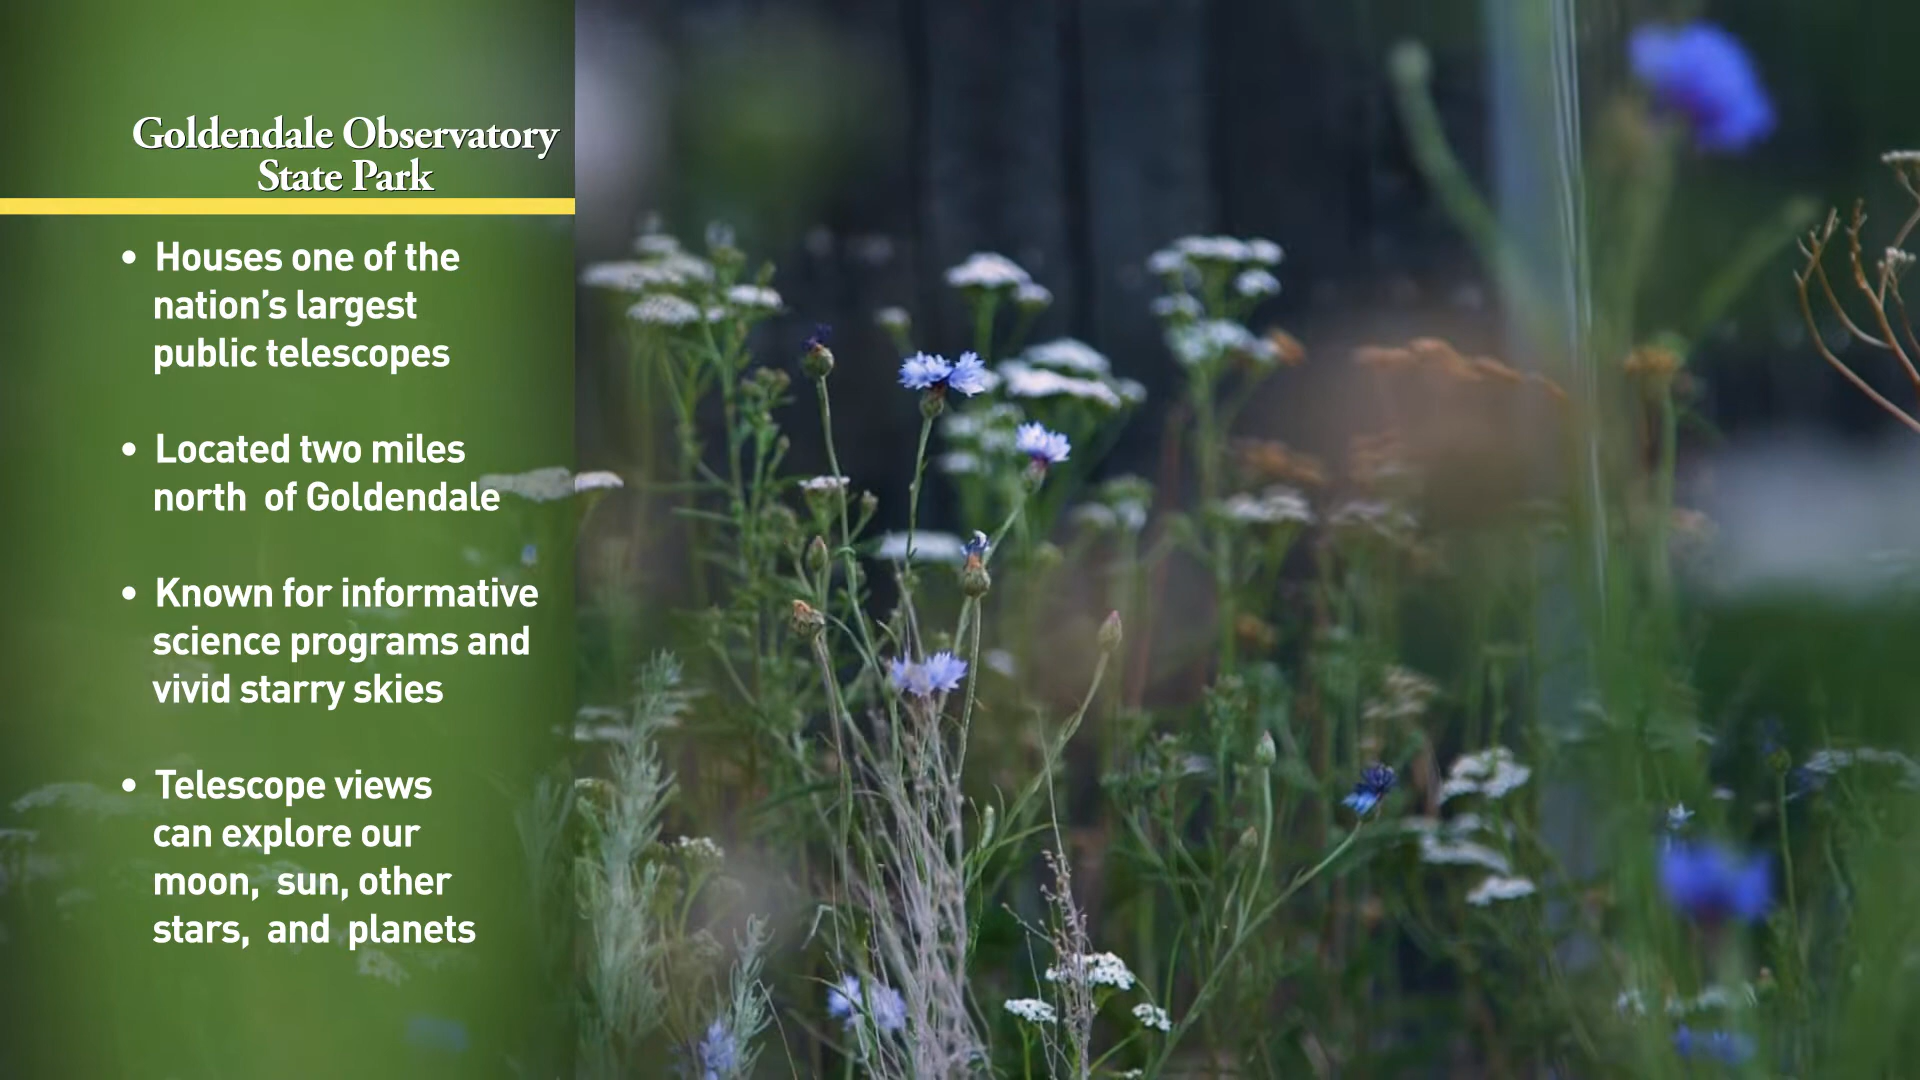 Goldendale Observatory
State Park
• Houses one of the
nation’s largest
public telescopes
• Located two miles
north of Goldendale
• Known for informative
science programs and
vivid starry skies
• Telescope views
can explore our
moon, sun, other
stars, and planets